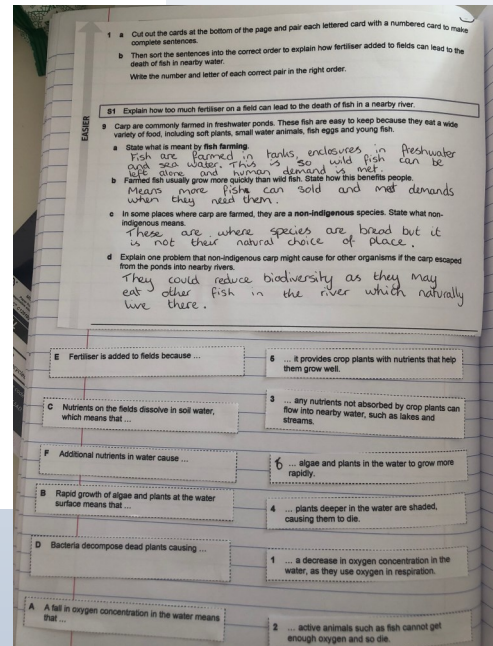 1 a Cut out the cards at the bottom of the page and pair each lettered card with a numbered card to make
complete sentences.
b Then sort the sentences into the correct order to explain how fertiliser added to fields can lead to the
death of fish in nearby water.
Write the number and letter of each correct pair in the right order.
EASIER
S1 Explain how too much fertiliser on a field can lead to the death of fish in a nearby river.
9 Carp are commonly farmed in freshwater ponds. These fish are easy to keep because they eat a wide
variety of food, including soft plants, small water animals, fish eggs and young fish.
a State what is meant by fish farming.
Fish are farmed in tanks, enclosures in freshwater
and sea water. This is so wild fish can be
left alone and human demand is met.
b Farmed fish usually grow more quickly than wild fish. State how this benefits people.
Means more fishs can sold and met demands
when they need them.
c In some places where carp are farmed, they are a non-indigenous species. State what non-
indigenous means.
These are where species are bread but it
is not their natural choice of place.
d Explain one problem that non-indigenous carp might cause for other organisms if the carp escaped
from the ponds into nearby rivers.
They could reduce biodiversity as they may
eat other fish in the river which naturally
live there.
E Fertiliser is added to fields because ...
5 ... it provides crop plants with nutrients that help
them grow well.
C Nutrients on the fields dissolve in soil water,
which means that ...
3 ... any nutrients not absorbed by crop plants can
flow into nearby water, such as lakes and
streams.
F Additional nutrients in water cause ...
6 ... algae and plants in the water to grow more
rapidly.
B Rapid growth of algae and plants at the water
surface means that ...
4 ... plants deeper in the water are shaded,
causing them to die.
D Bacteria decompose dead plants causing ...
1 ... a decrease in oxygen concentration in the
water, as they use oxygen in respiration.
A A fall in oxygen concentration in the water means
that ...
2 ... active animals such as fish cannot get
enough oxygen and so die.